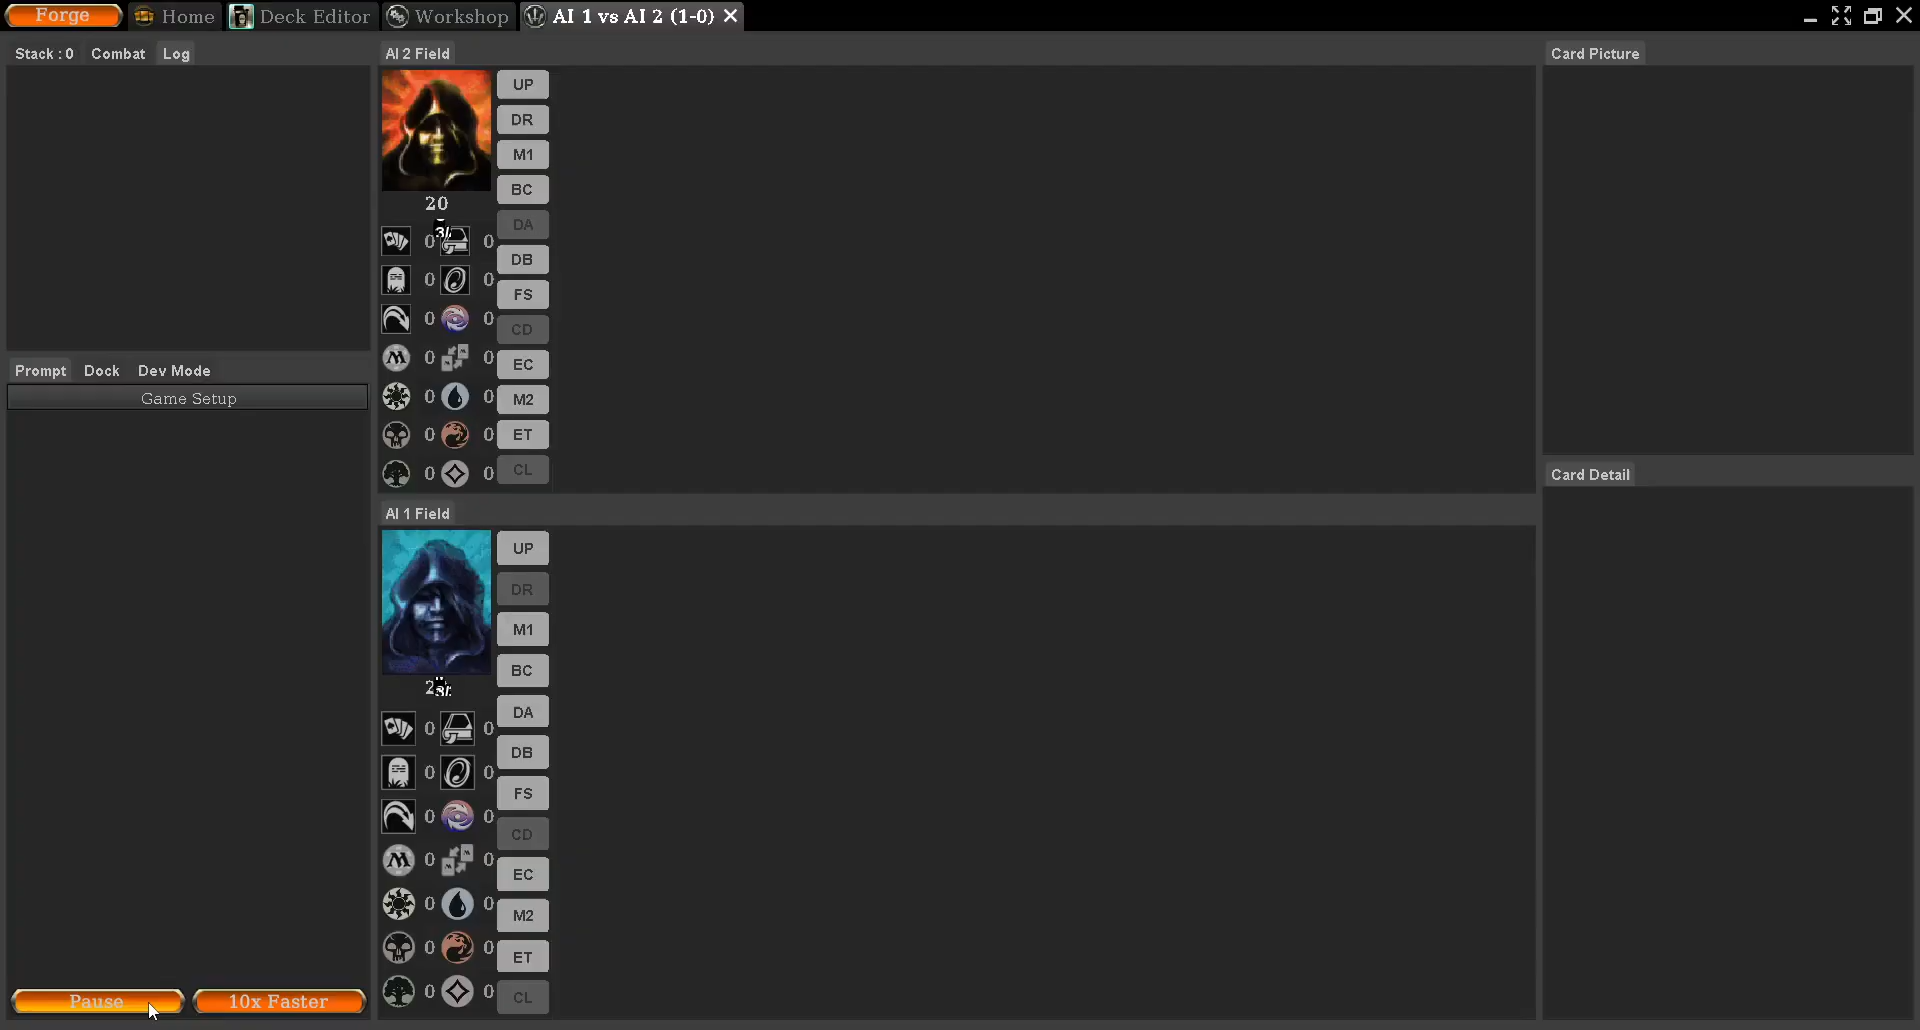 Forge Home Deck Editor Workshop AI 1 vs AI 2 (1-0)
Stack : 0 Combat Log
Prompt Dock Dev Mode
Game Setup
Pause 10x Faster
AI 2 Field
20
0 0
0 0
0 0
0 0
0 0
0 0
0 0
UP
DR
M1
BC
DA
DB
FS
CD
EC
M2
ET
CL
AI 1 Field
0 0
0 0
0 0
0 0
0 0
0 0
0 0
UP
DR
M1
BC
DA
DB
FS
CD
EC
M2
ET
CL
Card Picture
Card Detail